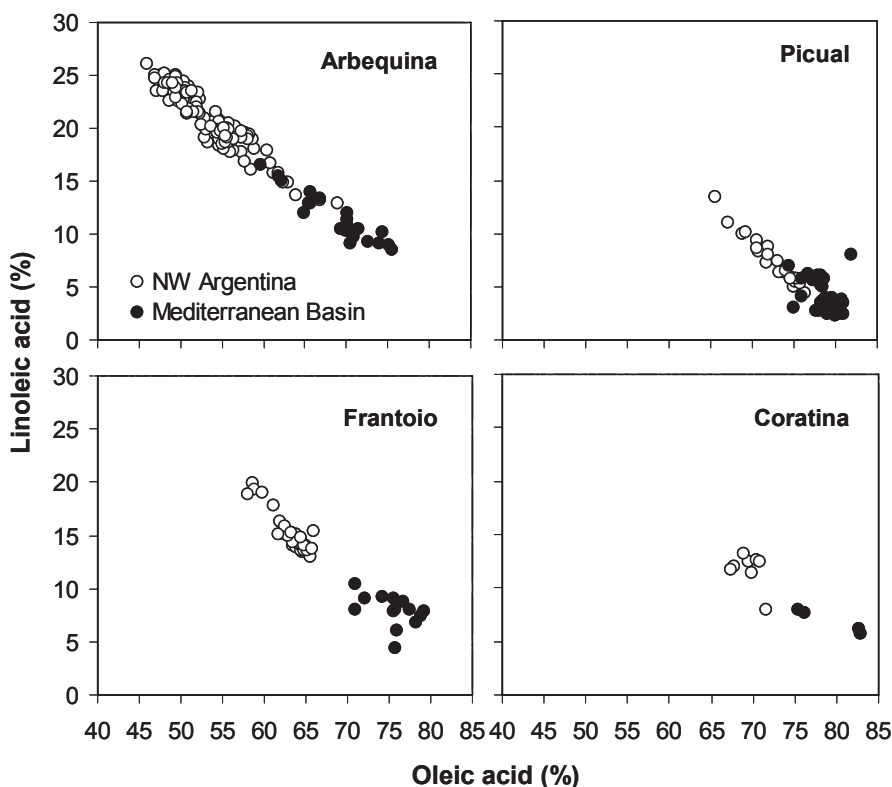 30
25
20
15
10
5
0
Arbequina
NW Argentina
Mediterranean Basin
Picual
30
25
20
15
10
5
0
Frantoio
Coratina
Linoleic acid (%)
40 45 50 55 60 65 70 75 80 85 40 45 50 55 60 65 70 75 80 85
Oleic acid (%)